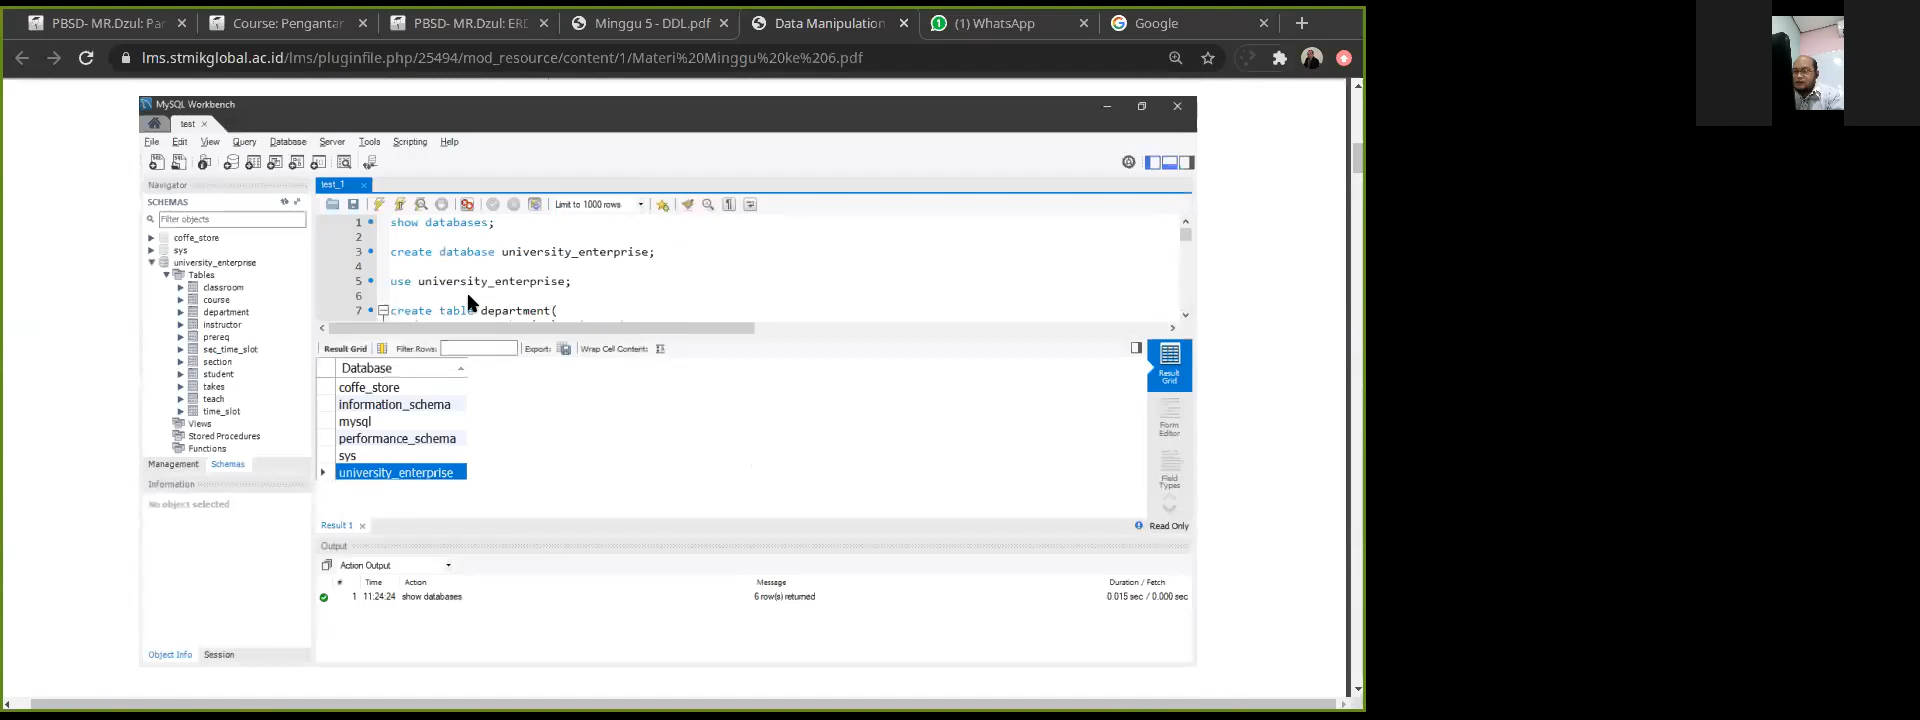 PBSD- MR.Dzul: Par
Course: Pengantar
PBSD- MR.Dzul: ERD
Minggu 5 - DDL.pdf
Data Manipulation
(1) WhatsApp
Google
lms.stmikglobal.ac.id/lms/pluginfile.php/25494/mod_resource/content/1/Materi%20Minggu%20ke%206.pdf
MySQL Workbench
test
File Edit View Query Database Server Tools Scripting Help
Navigator
SCHEMAS
Filter objects
coffe_store
sys
university_enterprise
Tables
classroom
course
department
instructor
prereq
sec_time_slot
section
student
takes
teach
time_slot
Views
Stored Procedures
Functions
Management Schemas
Information
No object selected
Object Info Session
test_1
Limit to 1000 rows
1 show databases;
2
3 create database university_enterprise;
4
5 use university_enterprise;
6
7 create table department(
Result Grid Filter Rows: Export: Wrap Cell Content:
Database
coffe_store
information_schema
mysql
performance_schema
sys
university_enterprise
Result Grid
Form Editor
Field Types
Result 1
Read Only
Output
Action Output
# Time Action Message Duration / Fetch
1 11:24:24 show databases 6 row(s) returned 0.015 sec / 0.000 sec